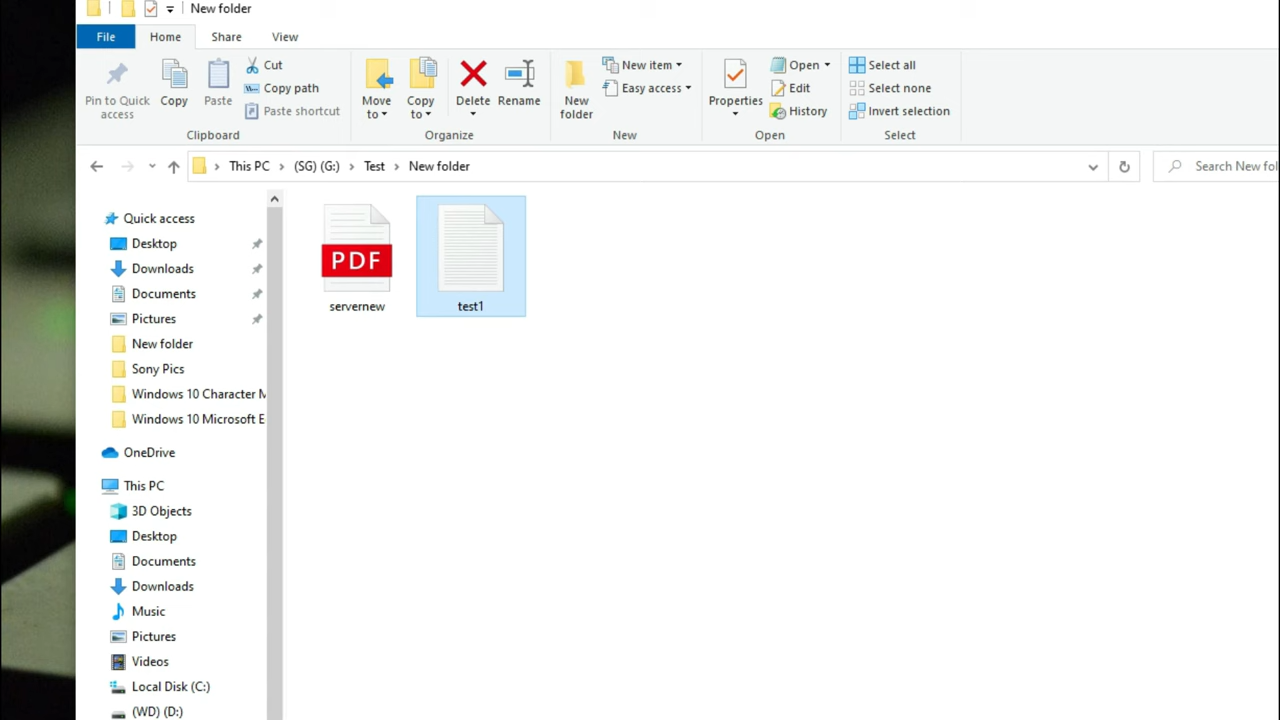 New folder
File Home Share View
Pin to Quick access
Copy
Paste
Cut
Copy path
Paste shortcut
Clipboard
Move to
Copy to
Delete
Rename
Organize
New folder
New item
Easy access
New
Properties
Open
Edit
History
Open
Select all
Select none
Invert selection
Select
This PC > (SG) (G:) > Test > New folder
Search New fol
Quick access
Desktop
Downloads
Documents
Pictures
New folder
Sony Pics
Windows 10 Character M
Windows 10 Microsoft E
OneDrive
This PC
3D Objects
Desktop
Documents
Downloads
Music
Pictures
Videos
Local Disk (C:)
(WD) (D:)
PDF
servernew
test1